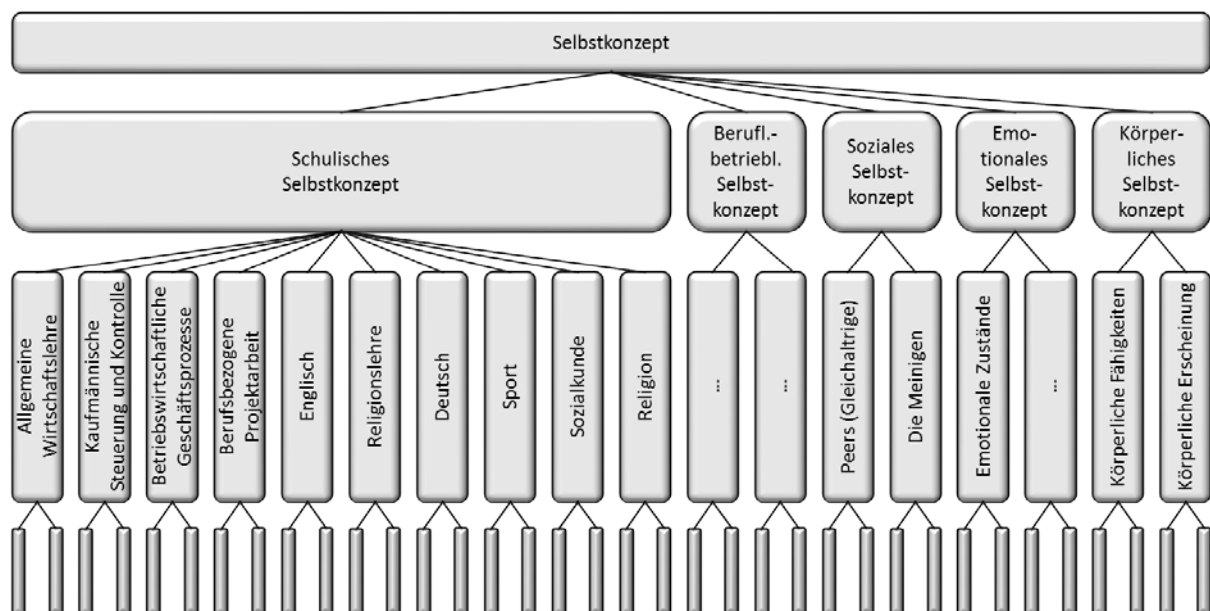 Selbstkonzept
Schulisches
Selbstkonzept
Berufl.-
betriebl.
Selbst-
konzept
Soziales
Selbst-
konzept
Emo-
tionales
Selbst-
konzept
Körper-
liches
Selbst-
konzept
Allgemeine
Wirtschaftslehre
Kaufmännische
Steuerung und Kontrolle
Betriebswirtschaftliche
Geschäftsprozesse
Berufsbezogene
Projektarbeit
Englisch
Religionslehre
Deutsch
Sport
Sozialkunde
Religion
...
...
Peers (Gleichaltrige)
Die Meinigen
Emotionale Zustände
...
Körperliche Fähigkeiten
Körperliche Erscheinung